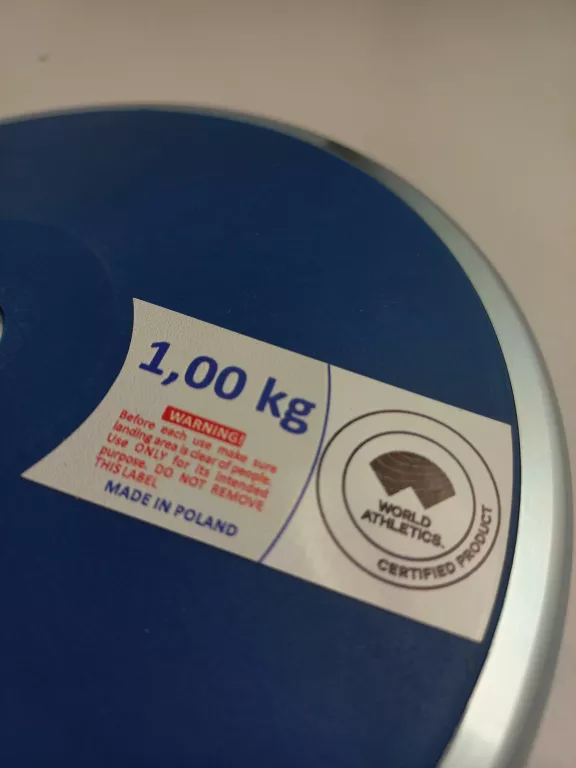 1,00 kg
WARNING!
Before each use make sure
landing area is clear of people.
Use ONLY for its intended
purpose. DO NOT REMOVE
THIS LABEL
MADE IN POLAND
WORLD
ATHLETICS™
CERTIFIED PRODUCT